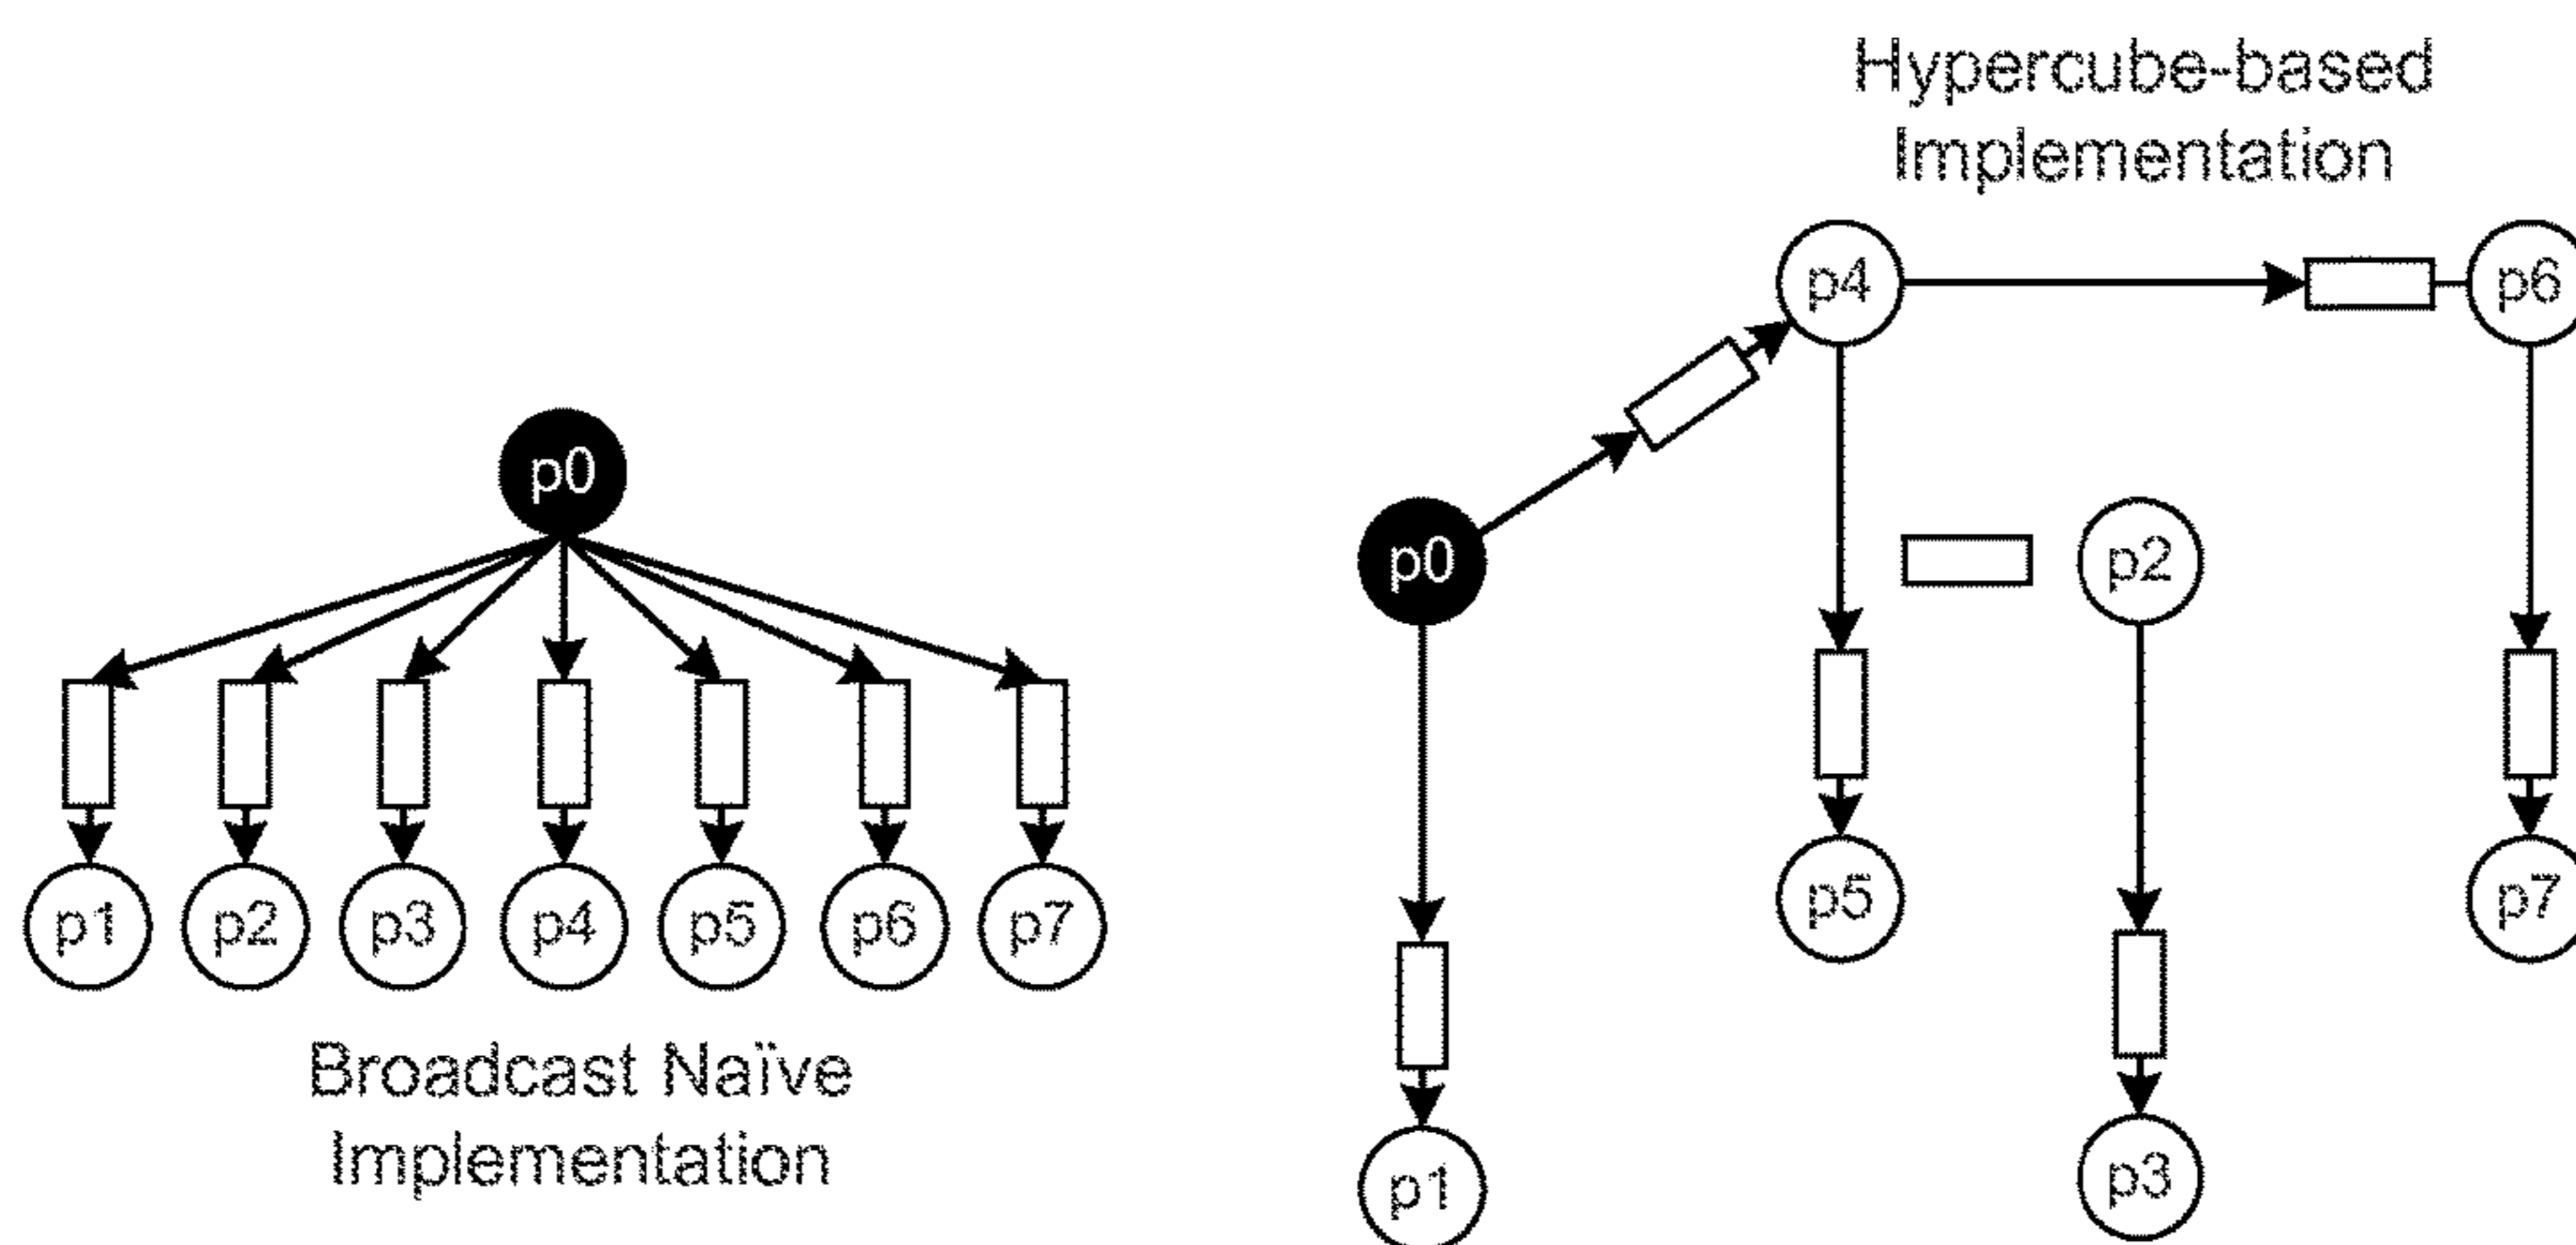 Hypercube-based
Implementation
p4
p6
p0
p0
p2
p1
p2
p3
p4
p5
p6
p7
p5
p7
Broadcast Naïve
Implementation
p1
p3